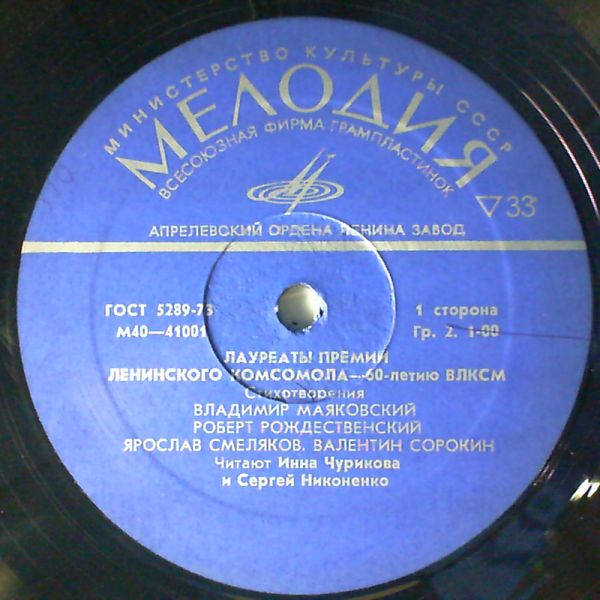 МИНИСТЕРСТВО КУЛЬТУРЫ СССР
МЕЛОДИЯ
ВСЕСОЮЗНАЯ ФИРМА ГРАМПЛАСТИНОК
33
АПРЕЛЕВСКИЙ ОРДЕНА ЛЕНИНА ЗАВОД
ГОСТ 5289-73 1 сторона
М40—41001 Гр. 2. 1-00
ЛАУРЕАТЫ ПРЕМИИ
ЛЕНИНСКОГО КОМСОМОЛА—60-летию ВЛКСМ
Стихотворения
ВЛАДИМИР МАЯКОВСКИЙ
РОБЕРТ РОЖДЕСТВЕНСКИЙ
ЯРОСЛАВ СМЕЛЯКОВ, ВАЛЕНТИН СОРОКИН
Читают Инна Чурикова
и Сергей Никоненко